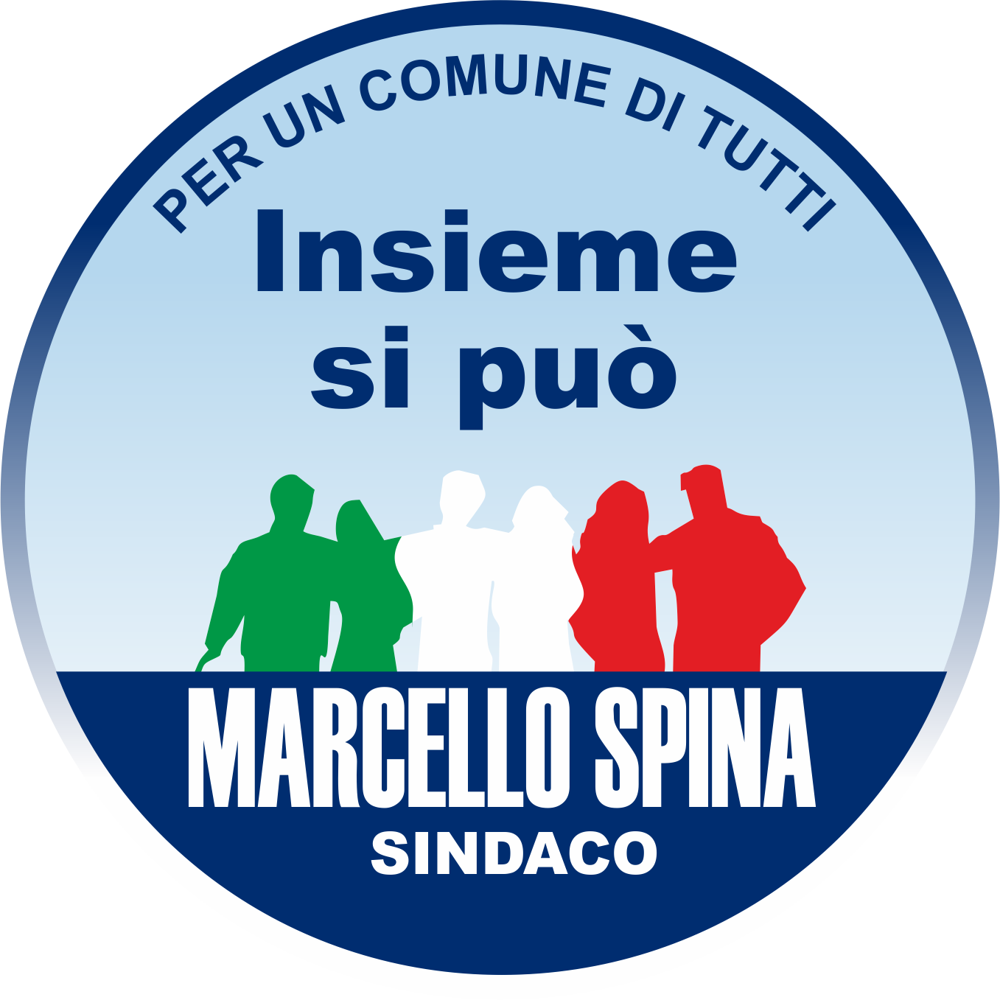 PER UN COMUNE DI TUTTI
Insieme
si può
MARCELLO SPINA
SINDACO